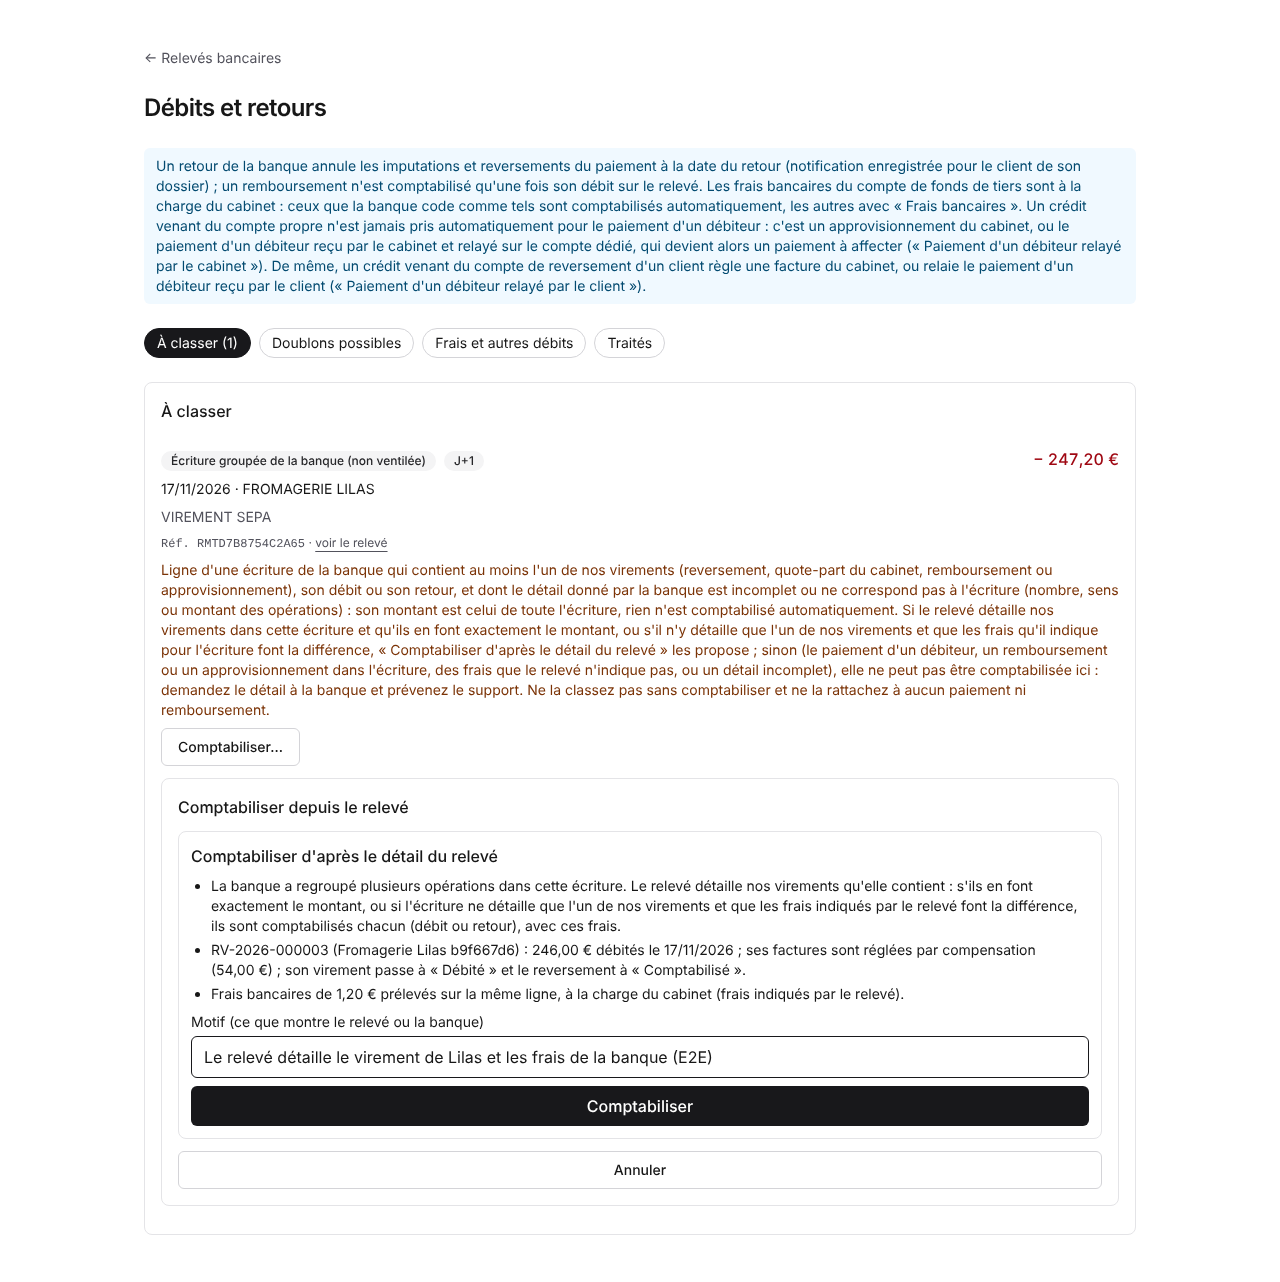 ← Relevés bancaires
Débits et retours
Un retour de la banque annule les imputations et reversements du paiement à la date du retour (notification enregistrée pour le client de son
dossier) ; un remboursement n'est comptabilisé qu'une fois son débit sur le relevé. Les frais bancaires du compte de fonds de tiers sont à la
charge du cabinet : ceux que la banque code comme tels sont comptabilisés automatiquement, les autres avec « Frais bancaires ». Un crédit
venant du compte propre n'est jamais pris automatiquement pour le paiement d'un débiteur : c'est un approvisionnement du cabinet, ou le
paiement d'un débiteur reçu par le cabinet et relayé sur le compte dédié, qui devient alors un paiement à affecter (« Paiement d'un débiteur relayé
par le cabinet »). De même, un crédit venant du compte de reversement d'un client règle une facture du cabinet, ou relaie le paiement d'un
débiteur reçu par le client (« Paiement d'un débiteur relayé par le client »).
À classer (1) Doublons possibles Frais et autres débits Traités
À classer
Écriture groupée de la banque (non ventilée) J+1 − 247,20 €
17/11/2026 · FROMAGERIE LILAS
VIREMENT SEPA
Réf. RMTD7B8754C2A65 · voir le relevé
Ligne d'une écriture de la banque qui contient au moins l'un de nos virements (reversement, quote-part du cabinet, remboursement ou
approvisionnement), son débit ou son retour, et dont le détail donné par la banque est incomplet ou ne correspond pas à l'écriture (nombre, sens
ou montant des opérations) : son montant est celui de toute l'écriture, rien n'est comptabilisé automatiquement. Si le relevé détaille nos
virements dans cette écriture et qu'ils en font exactement le montant, ou s'il n'y détaille que l'un de nos virements et que les frais qu'il indique
pour l'écriture font la différence, « Comptabiliser d'après le détail du relevé » les propose ; sinon (le paiement d'un débiteur, un remboursement
ou un approvisionnement dans l'écriture, des frais que le relevé n'indique pas, ou un détail incomplet), elle ne peut pas être comptabilisée ici :
demandez le détail à la banque et prévenez le support. Ne la classez pas sans comptabiliser et ne la rattachez à aucun paiement ni
remboursement.
Comptabiliser...
Comptabiliser depuis le relevé
Comptabiliser d'après le détail du relevé
• La banque a regroupé plusieurs opérations dans cette écriture. Le relevé détaille nos virements qu'elle contient : s'ils en font
exactement le montant, ou si l'écriture ne détaille que l'un de nos virements et que les frais indiqués par le relevé font la différence,
ils sont comptabilisés chacun (débit ou retour), avec ces frais.
• RV-2026-000003 (Fromagerie Lilas b9f667d6) : 246,00 € débités le 17/11/2026 ; ses factures sont réglées par compensation
(54,00 €) ; son virement passe à « Débité » et le reversement à « Comptabilisé ».
• Frais bancaires de 1,20 € prélevés sur la même ligne, à la charge du cabinet (frais indiqués par le relevé).
Motif (ce que montre le relevé ou la banque)
Le relevé détaille le virement de Lilas et les frais de la banque (E2E)
Comptabiliser
Annuler